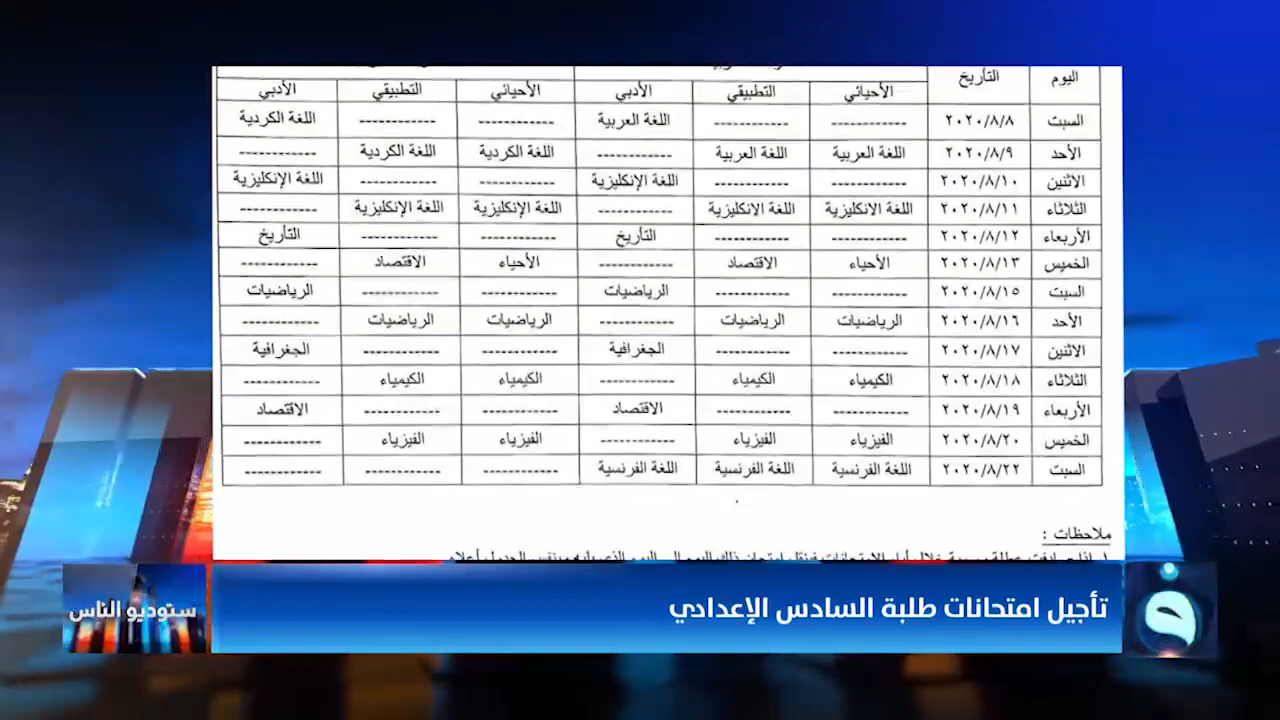 اليوم التأريخ
الأحيائي التطبيقي الأدبي الأحيائي التطبيقي الأدبي
السبت ٢٠٢٠/٨/٨ ------------ ------------ اللغة العربية ------------ ------------ اللغة الكردية
الأحد ٢٠٢٠/٨/٩ اللغة العربية اللغة العربية ------------ اللغة الكردية اللغة الكردية ------------
الاثنين ٢٠٢٠/٨/١٠ ------------ ------------ اللغة الإنكليزية ------------ ------------ اللغة الإنكليزية
الثلاثاء ٢٠٢٠/٨/١١ اللغة الإنكليزية اللغة الانكليزية ------------ اللغة الإنكليزية اللغة الإنكليزية ------------
الأربعاء ٢٠٢٠/٨/١٢ ------------ ------------ التأريخ ------------ ------------ التأريخ
الخميس ٢٠٢٠/٨/١٣ الأحياء الاقتصاد ------------ الأحياء الاقتصاد ------------
السبت ٢٠٢٠/٨/١٥ ------------ ------------ الرياضيات ------------ ------------ الرياضيات
الأحد ٢٠٢٠/٨/١٦ الرياضيات الرياضيات ------------ الرياضيات الرياضيات ------------
الاثنين ٢٠٢٠/٨/١٧ ------------ ------------ الجغرافية ------------ ------------ الجغرافية
الثلاثاء ٢٠٢٠/٨/١٨ الكيمياء الكيمياء ------------ الكيمياء الكيمياء ------------
الأربعاء ٢٠٢٠/٨/١٩ ------------ ------------ الاقتصاد ------------ ------------ الاقتصاد
الخميس ٢٠٢٠/٨/٢٠ الفيزياء الفيزياء ------------ الفيزياء الفيزياء ------------
السبت ٢٠٢٠/٨/٢٢ اللغة الفرنسية اللغة الفرنسية اللغة الفرنسية ------------ ------------ ------------
ملاحظات :
تأجيل امتحانات طلبة السادس الإعدادي
ستوديو الناس